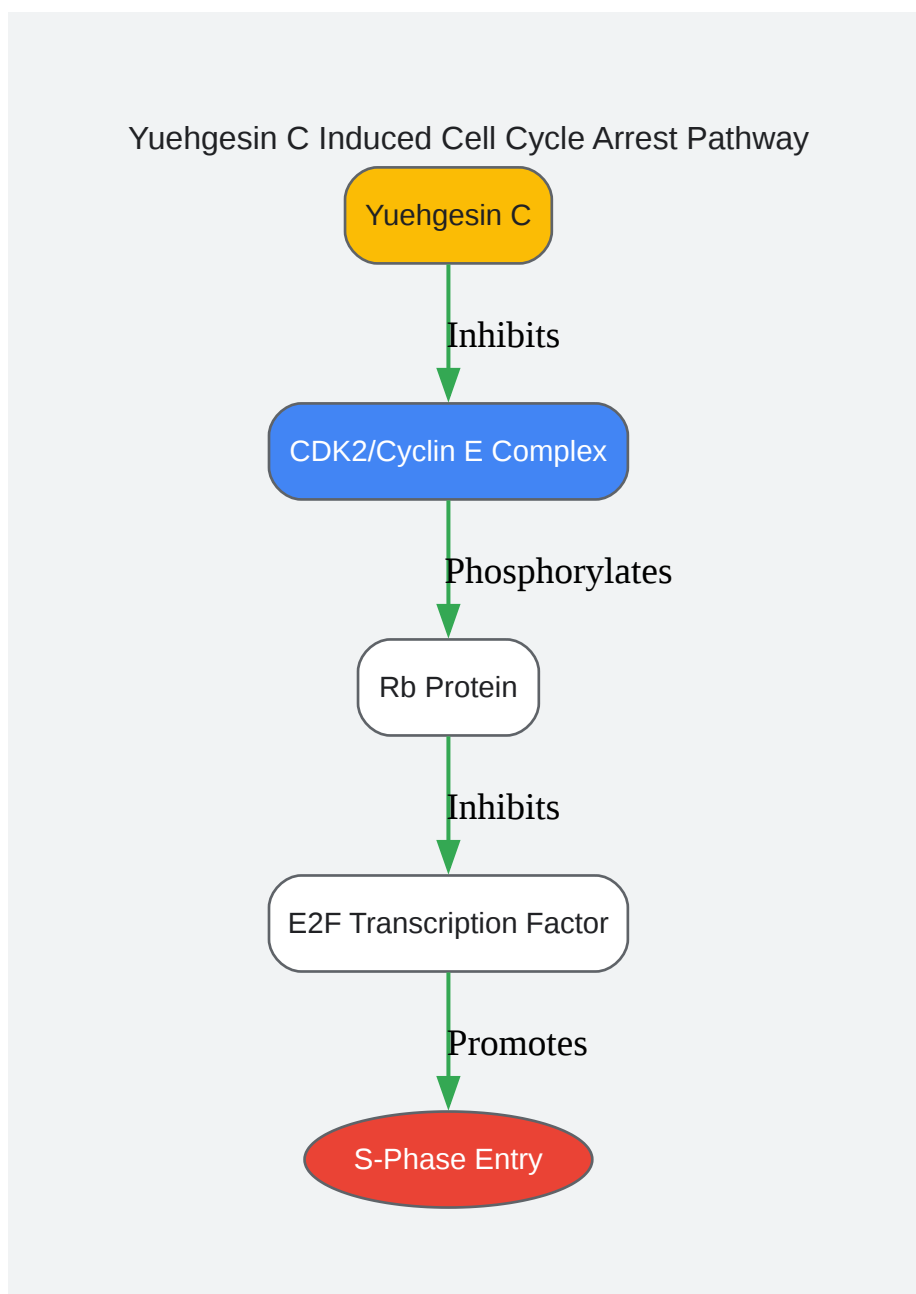 Yuehgesin C Induced Cell Cycle Arrest Pathway
Yuehgesin C
Inhibits
CDK2/Cyclin E Complex
Phosphorylates
Rb Protein
Inhibits
E2F Transcription Factor
Promotes
S-Phase Entry